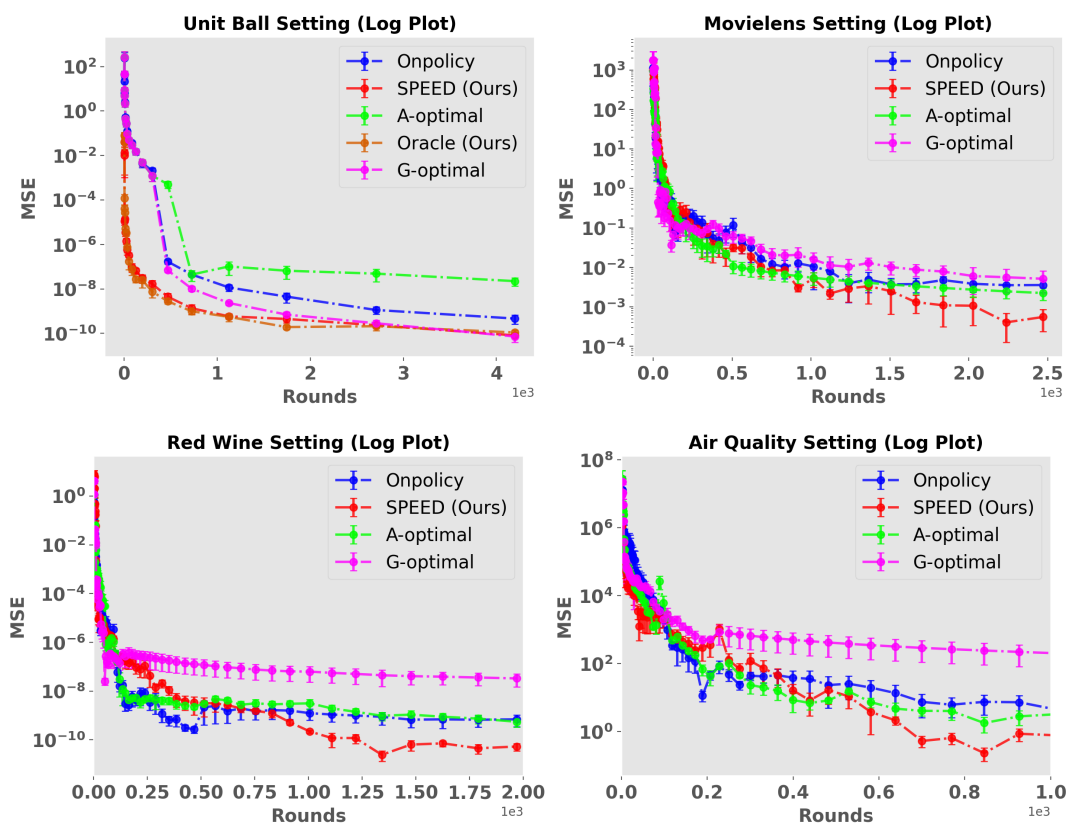 Unit Ball Setting (Log Plot)
MSE
10^2
10^0
10^−2
10^−4
10^−6
10^−8
10^−10
Onpolicy
SPEED (Ours)
A-optimal
Oracle (Ours)
G-optimal
0 1 2 3 4
Rounds
1e3
Movielens Setting (Log Plot)
MSE
10^3
10^2
10^1
10^0
10^−1
10^−2
10^−3
10^−4
Onpolicy
SPEED (Ours)
A-optimal
G-optimal
0.0 0.5 1.0 1.5 2.0 2.5
Rounds
1e3
Red Wine Setting (Log Plot)
MSE
10^0
10^−2
10^−4
10^−6
10^−8
10^−10
Onpolicy
SPEED (Ours)
A-optimal
G-optimal
0.00 0.25 0.50 0.75 1.00 1.25 1.50 1.75 2.00
Rounds
1e3
Air Quality Setting (Log Plot)
MSE
10^8
10^6
10^4
10^2
10^0
Onpolicy
SPEED (Ours)
A-optimal
G-optimal
0.0 0.2 0.4 0.6 0.8 1.0
Rounds
1e3